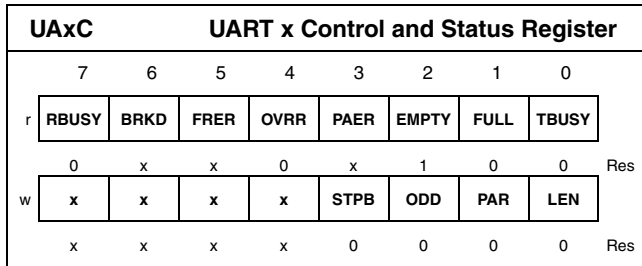 UAxC UART x Control and Status Register
7 6 5 4 3 2 1 0
r RBUSY BRKD FRER OVRR PAER EMPTY FULL TBUSY
0 x x 0 x 1 0 0 Res
w x x x x STPB ODD PAR LEN
x x x x 0 0 0 0 Res